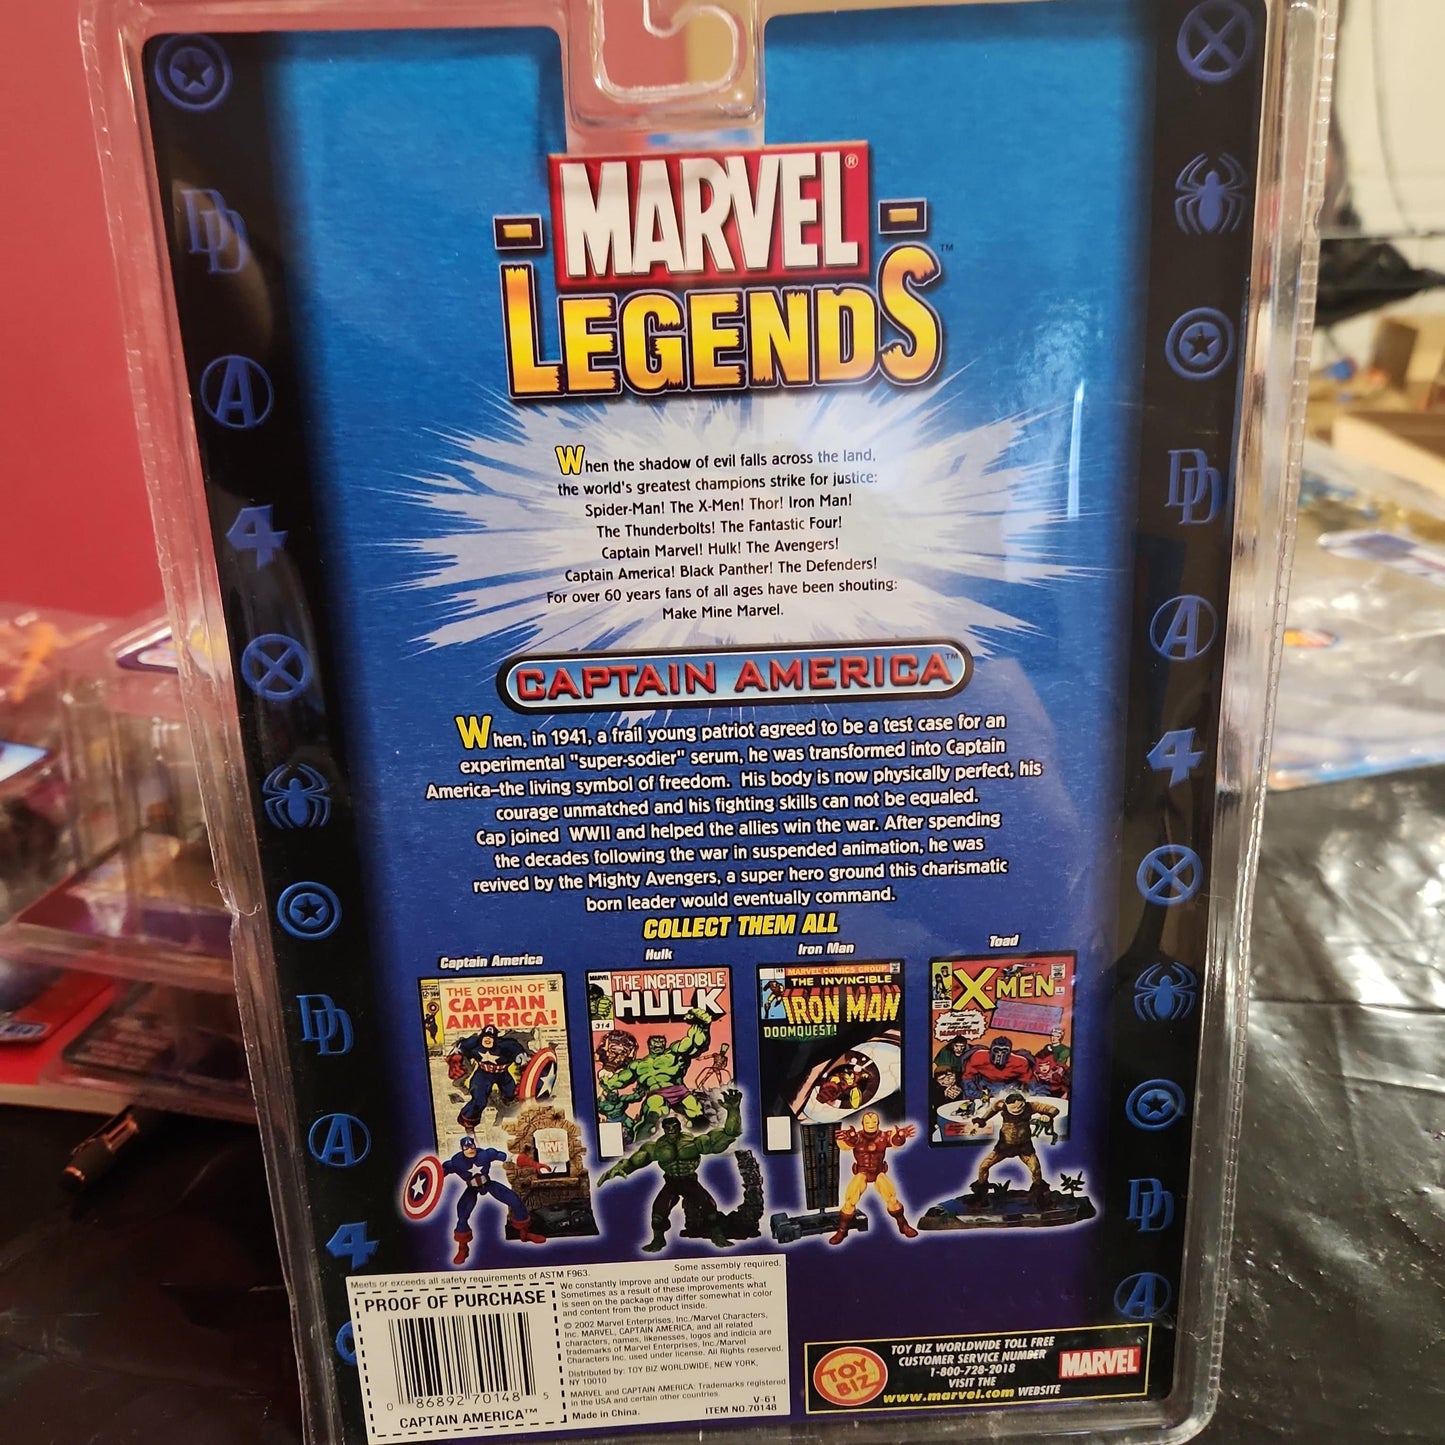 MARVEL®
LEGENDS™
When the shadow of evil falls across the land,
the world's greatest champions strike for justice:
Spider-Man! The X-Men! Thor! Iron Man!
The Thunderbolts! The Fantastic Four!
Captain Marvel! Hulk! The Avengers!
Captain America! Black Panther! The Defenders!
For over 60 years fans of all ages have been shouting:
Make Mine Marvel.
CAPTAIN AMERICA™
When, in 1941, a frail young patriot agreed to be a test case for an
experimental "super-sodier" serum, he was transformed into Captain
America–the living symbol of freedom. His body is now physically perfect, his
courage unmatched and his fighting skills can not be equaled.
Cap joined WWII and helped the allies win the war. After spending
the decades following the war in suspended animation, he was
revived by the Mighty Avengers, a super hero ground this charismatic
born leader would eventually command.
COLLECT THEM ALL
Captain America
Hulk
Iron Man
Toad
THE ORIGIN OF
CAPTAIN
AMERICA!
MARVEL
THE INCREDIBLE
HULK
314
MARVEL COMICS GROUP
THE INVINCIBLE
IRON MAN
DOOMQUEST!
X-MEN
MAGNETO!
Meets or exceeds all safety requirements of ASTM F963.
Some assembly required.
PROOF OF PURCHASE
0 86892 70148 5
CAPTAIN AMERICA™
We constantly improve and update our products.
Sometimes as a result of these improvements what
is seen on the package may differ somewhat in color
and content from the product inside.
© 2002 Marvel Enterprises, Inc./Marvel Characters,
Inc. MARVEL, CAPTAIN AMERICA, and all related
characters, names, likenesses, logos and indicia are
trademarks of Marvel Enterprises, Inc./Marvel
Characters Inc. used under license. All Rights reserved.
Distributed by: TOY BIZ WORLDWIDE, NEW YORK,
NY 10010
MARVEL and CAPTAIN AMERICA: Trademarks registered
in the USA and certain other countries.
Made in China.
V-61
ITEM NO.70148
TOY BIZ
TOY BIZ WORLDWIDE TOLL FREE
CUSTOMER SERVICE NUMBER
1-800-728-2018
VISIT THE
www.marvel.com WEBSITE
MARVEL